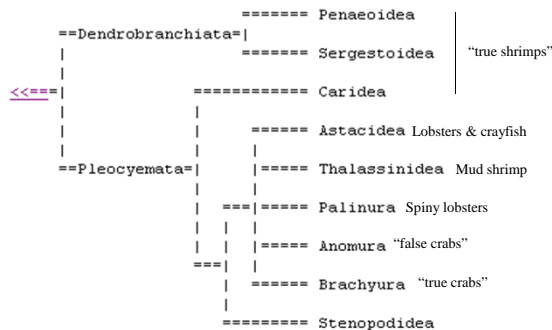 ======= Penaeoidea
==Dendrobranchiata=|
======= Sergestoidea “true shrimps”
<<===|
============ Caridea
====== Astacidea Lobsters & crayfish
==Pleocyemata=| |===== Thalassinidea Mud shrimp
===|===== Palinura Spiny lobsters
|===== Anomura “false crabs”
===|
====== Brachyura “true crabs”
========= Stenopodidea